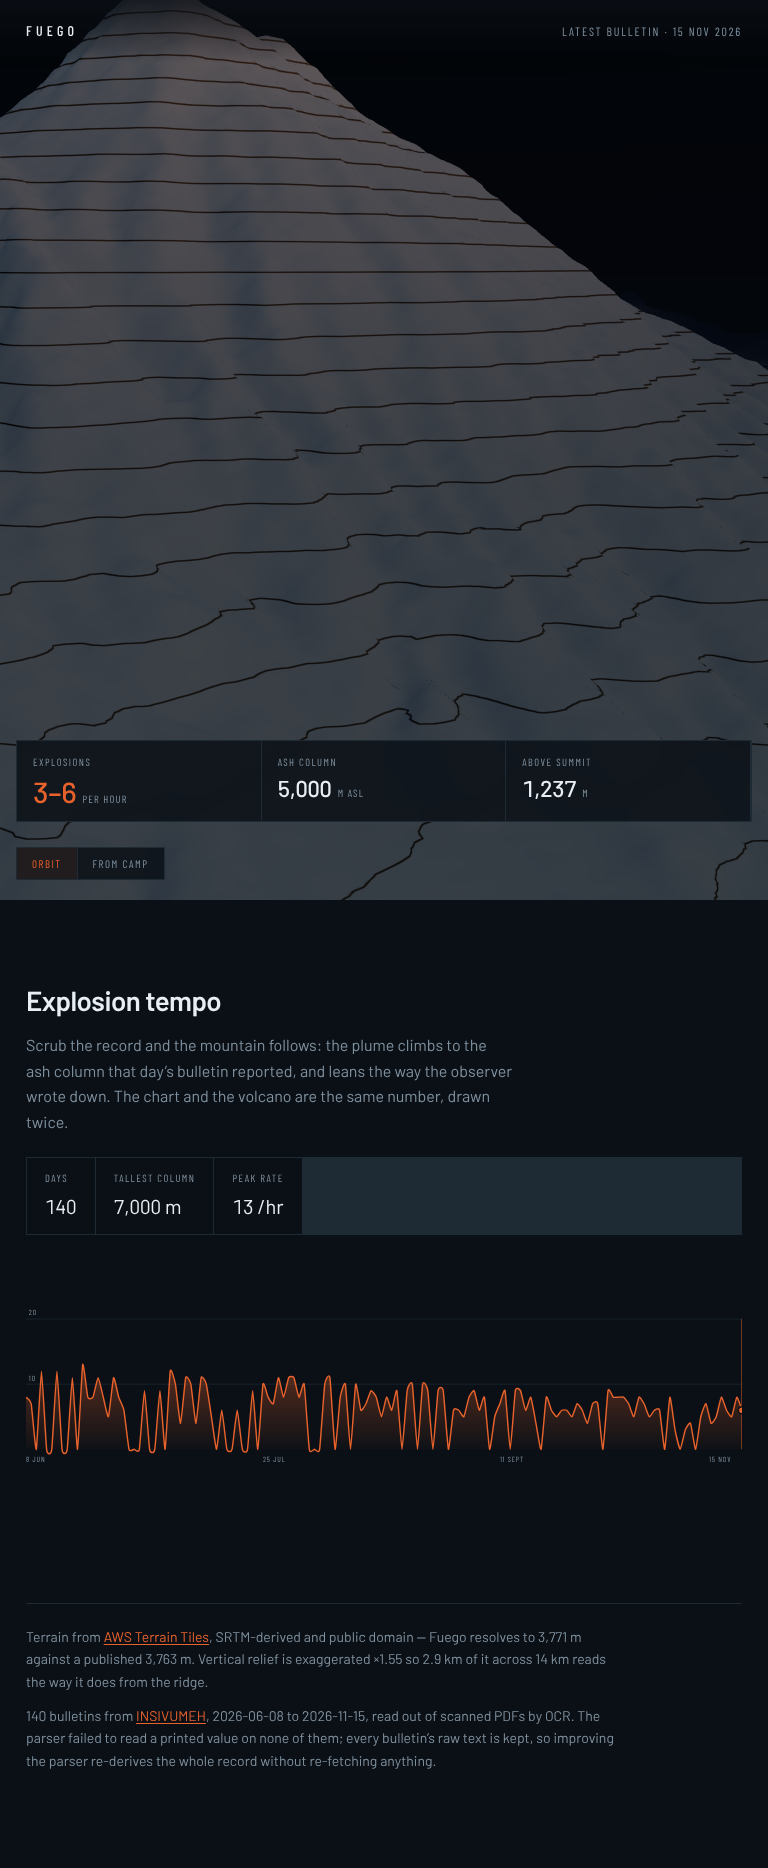 FUEGO
LATEST BULLETIN · 15 NOV 2026
EXPLOSIONS
3–6 PER HOUR
ASH COLUMN
5,000 M ASL
ABOVE SUMMIT
1,237 M
ORBIT
FROM CAMP
Explosion tempo
Scrub the record and the mountain follows: the plume climbs to the
ash column that day’s bulletin reported, and leans the way the observer
wrote down. The chart and the volcano are the same number, drawn
twice.
DAYS
140
TALLEST COLUMN
7,000 m
PEAK RATE
13 /hr
20
10
8 JUN
25 JUL
11 SEPT
15 NOV
Terrain from AWS Terrain Tiles, SRTM-derived and public domain — Fuego resolves to 3,771 m
against a published 3,763 m. Vertical relief is exaggerated ×1.55 so 2.9 km of it across 14 km reads
the way it does from the ridge.
140 bulletins from INSIVUMEH, 2026-06-08 to 2026-11-15, read out of scanned PDFs by OCR. The
parser failed to read a printed value on none of them; every bulletin’s raw text is kept, so improving
the parser re-derives the whole record without re-fetching anything.